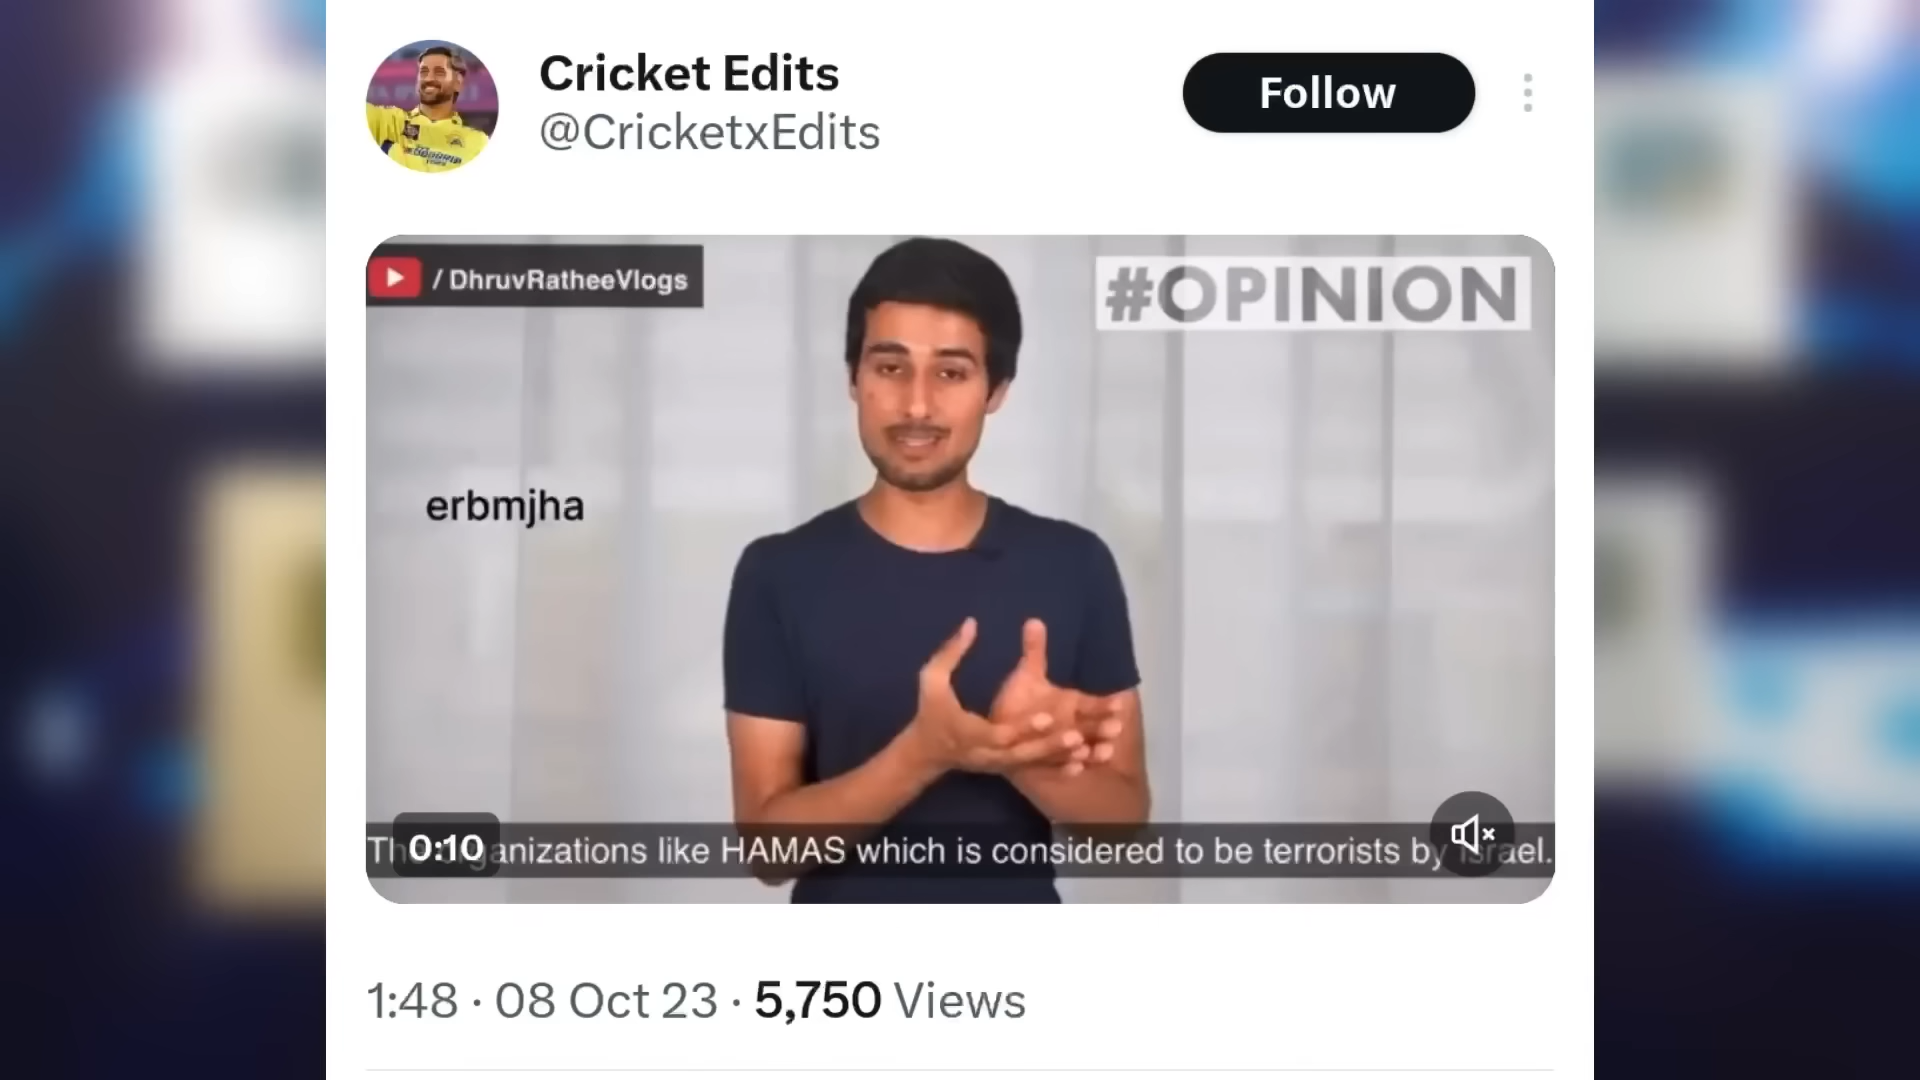 Cricket Edits
@CricketxEdits
Follow
/ DhruvRatheeVlogs
#OPINION
erbmjha
0:10
anizations like HAMAS which is considered to be terrorists by Israel.
1:48 · 08 Oct 23 · 5,750 Views